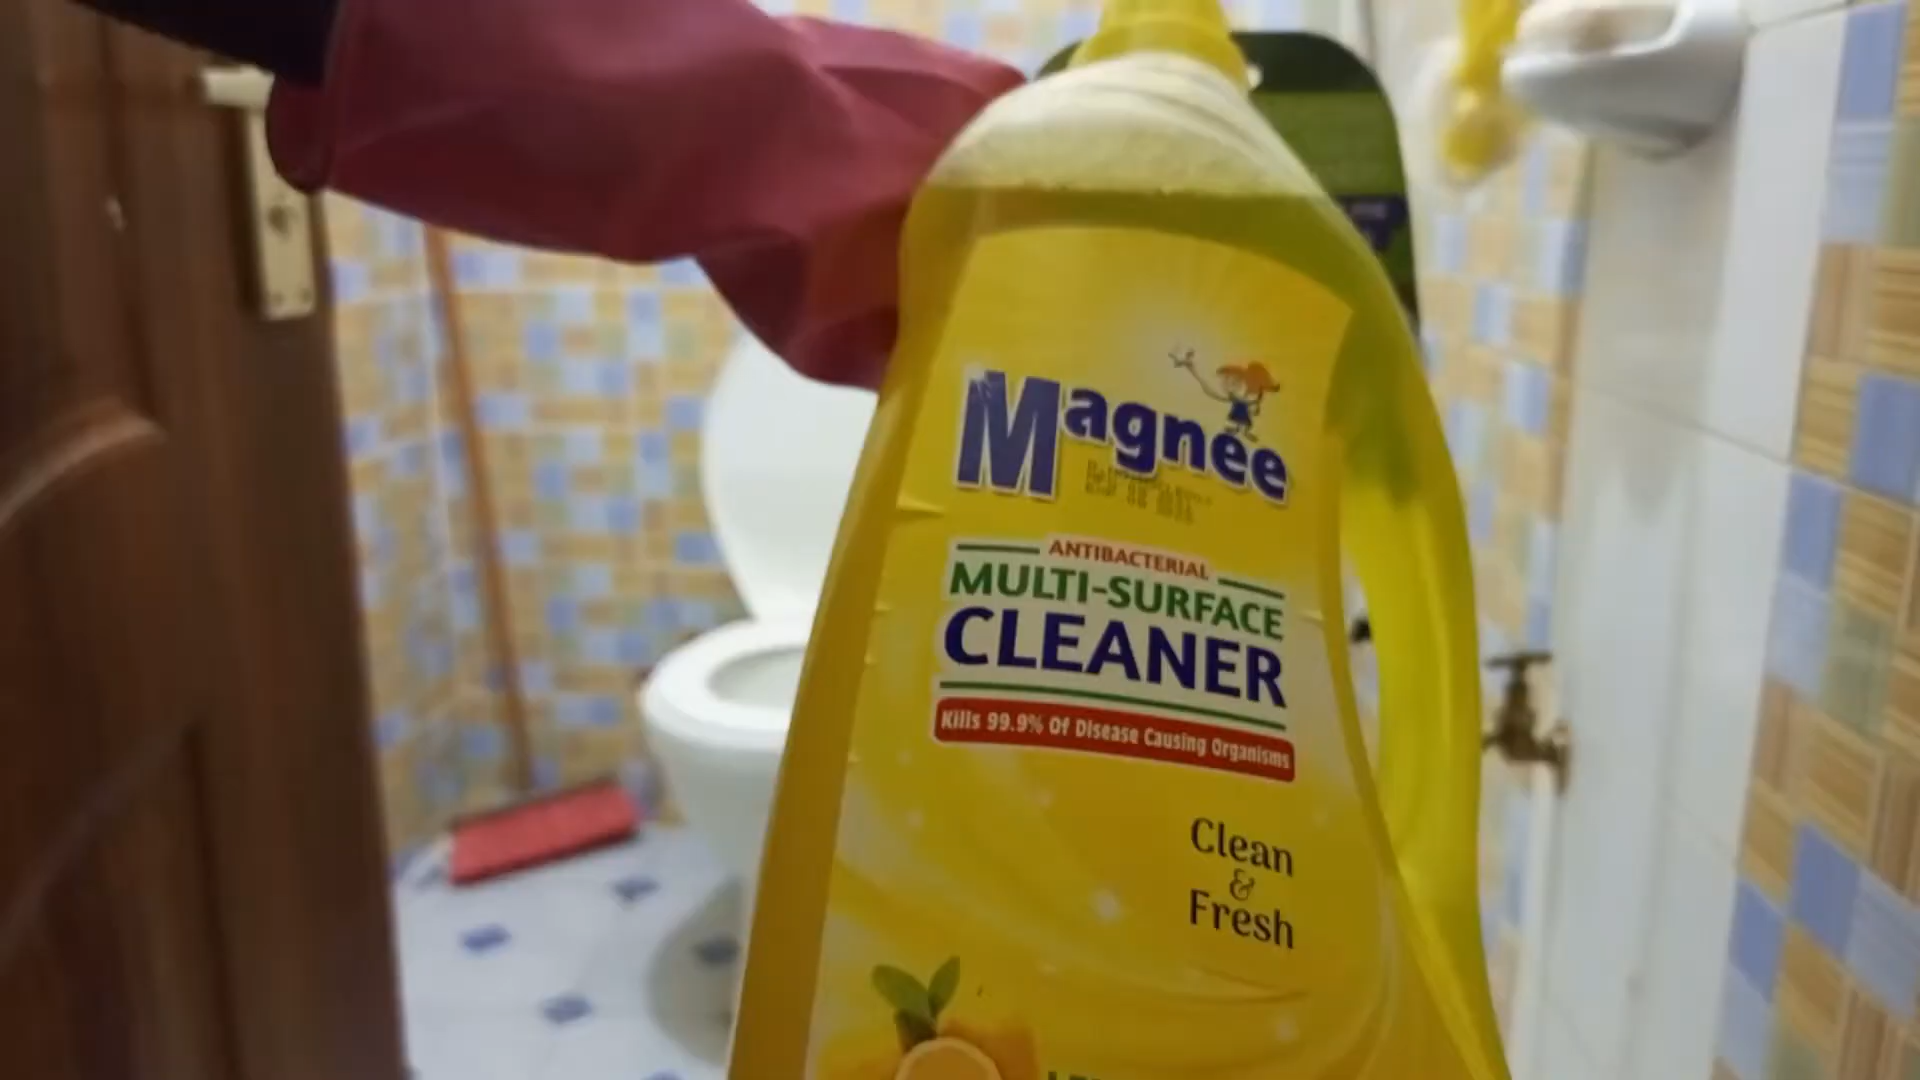 Magnee
ANTIBACTERIAL
MULTI-SURFACE
CLEANER
Kills 99.9% Of Disease Causing Organisms
Clean
&
Fresh